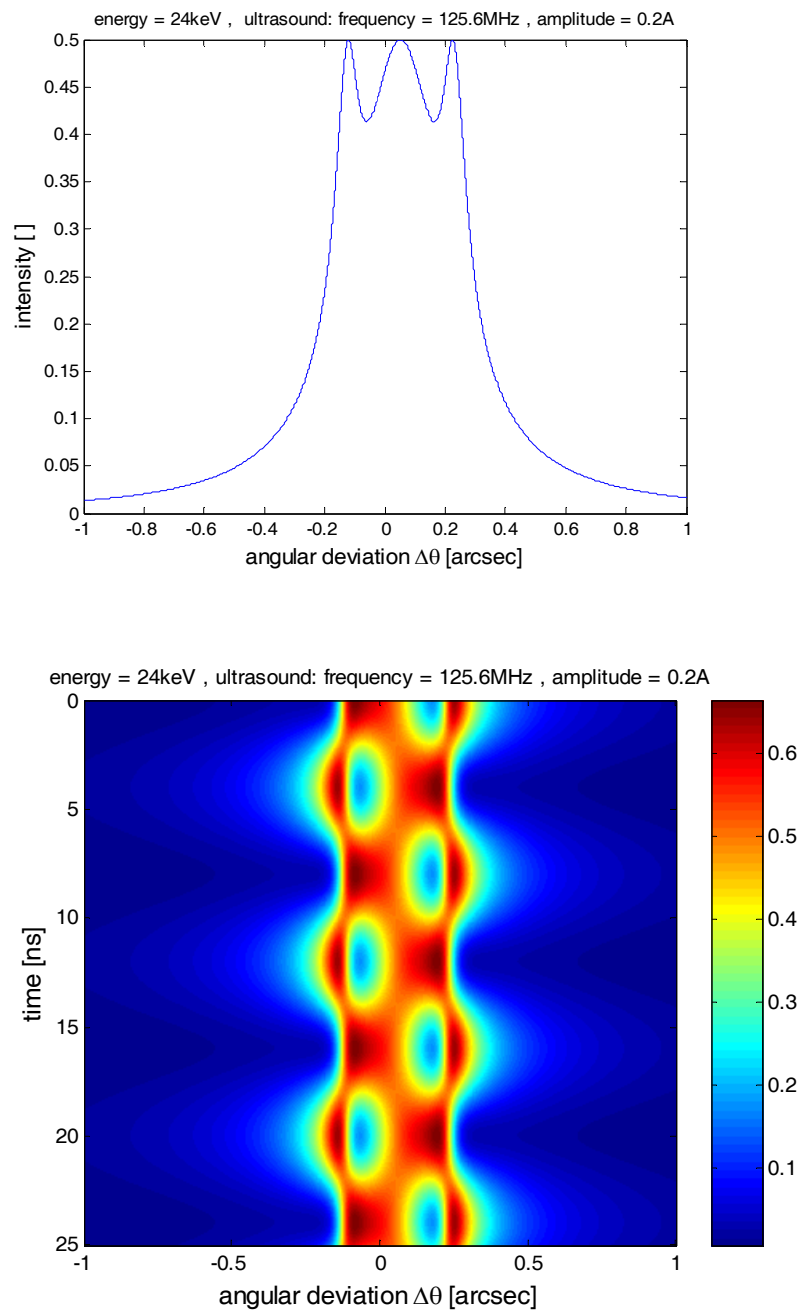 energy = 24keV , ultrasound: frequency = 125.6MHz , amplitude = 0.2A
0.5
0.45
0.4
0.35
0.3
0.25
0.2
0.15
0.1
0.05
0
intensity [ ]
-1 -0.8 -0.6 -0.4 -0.2 0 0.2 0.4 0.6 0.8 1
angular deviation Δθ [arcsec]
energy = 24keV , ultrasound: frequency = 125.6MHz , amplitude = 0.2A
0
5
10
15
20
25
time [ns]
-1 -0.5 0 0.5 1
angular deviation Δθ [arcsec]
0.6
0.5
0.4
0.3
0.2
0.1